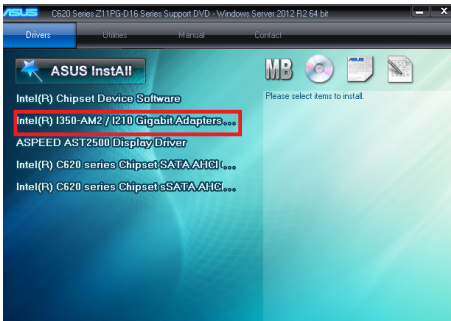 ASUS C620 Series Z11PG-D16 Series Support DVD - Windows Server 2012 R2 64 bit
Drivers Utilities Manual Contact
ASUS InstAll
MB
Please select items to install.
Intel(R) Chipset Device Software
Intel(R) I350-AM2 / I210 Gigabit Adapters...
ASPEED AST2500 Display Driver
Intel(R) C620 series Chipset SATA AHCI ...
Intel(R) C620 series Chipset sSATA AHC...